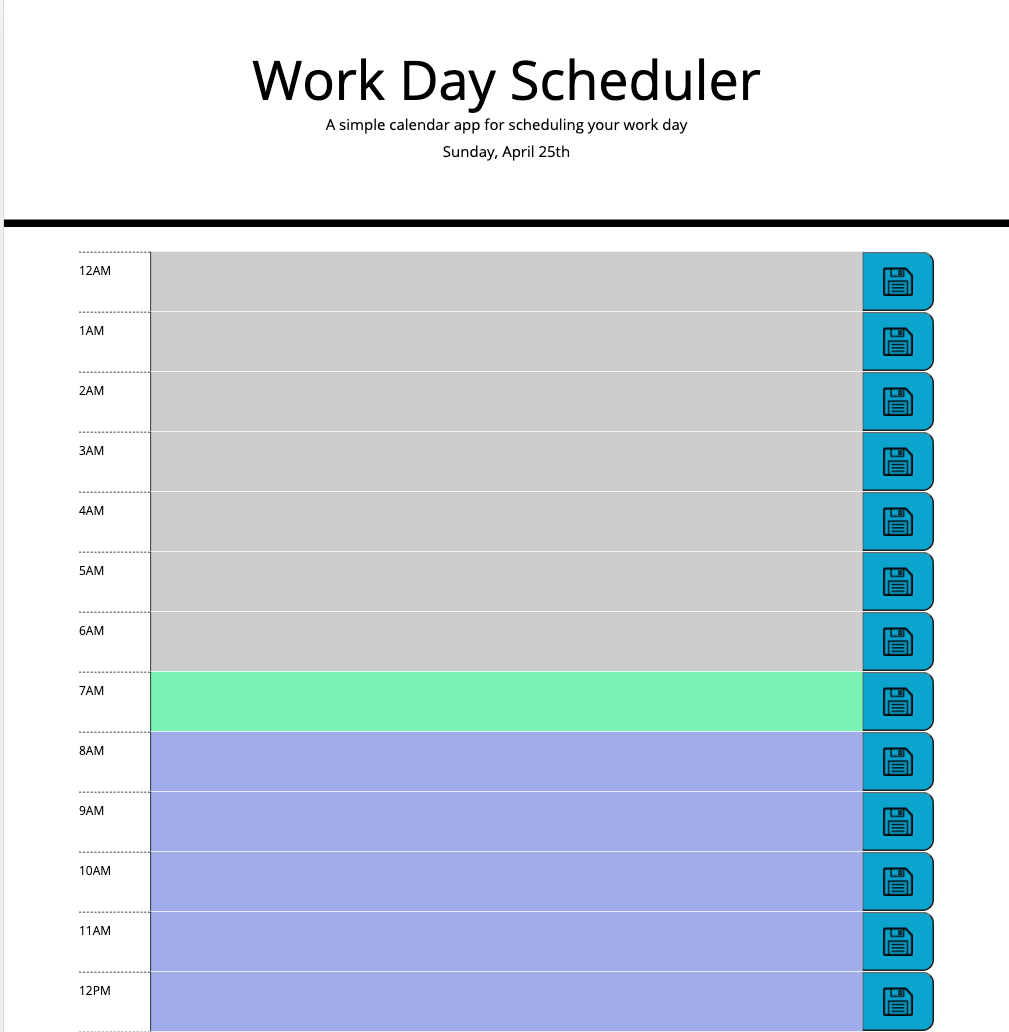 Work Day Scheduler
A simple calendar app for scheduling your work day
Sunday, April 25th
12AM
1AM
2AM
3AM
4AM
5AM
6AM
7AM
8AM
9AM
10AM
11AM
12PM